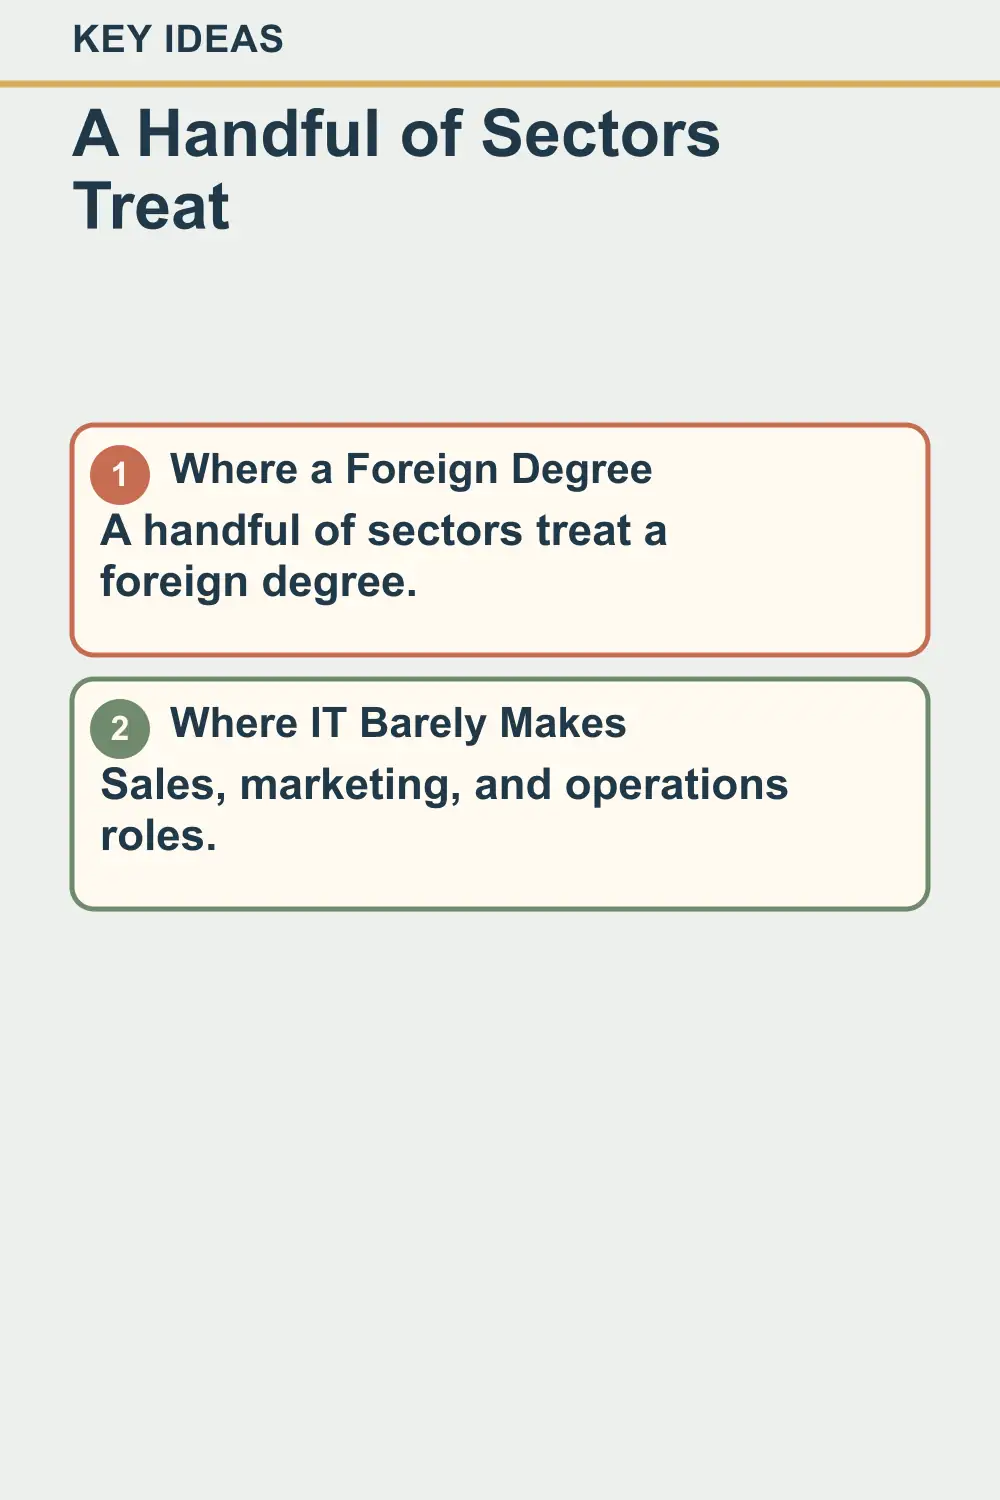 KEY IDEAS
A Handful of Sectors
Treat
1 Where a Foreign Degree
A handful of sectors treat a
foreign degree.
2 Where IT Barely Makes
Sales, marketing, and operations
roles.